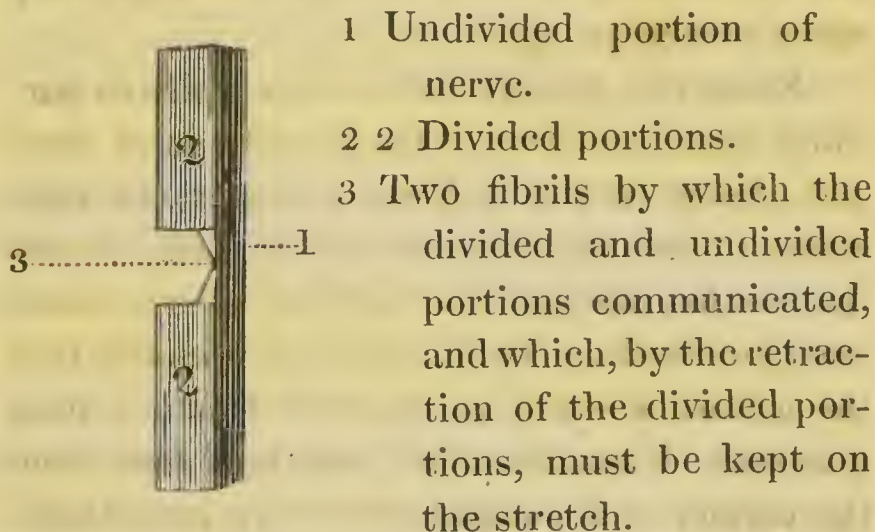 1 Undivided portion of
nerve.
2 2 Divided portions.
3 Two fibrils by which the
divided and undivided
portions communicated,
and which, by the retrac-
tion of the divided por-
tions, must be kept on
the stretch.
2
3
1
2